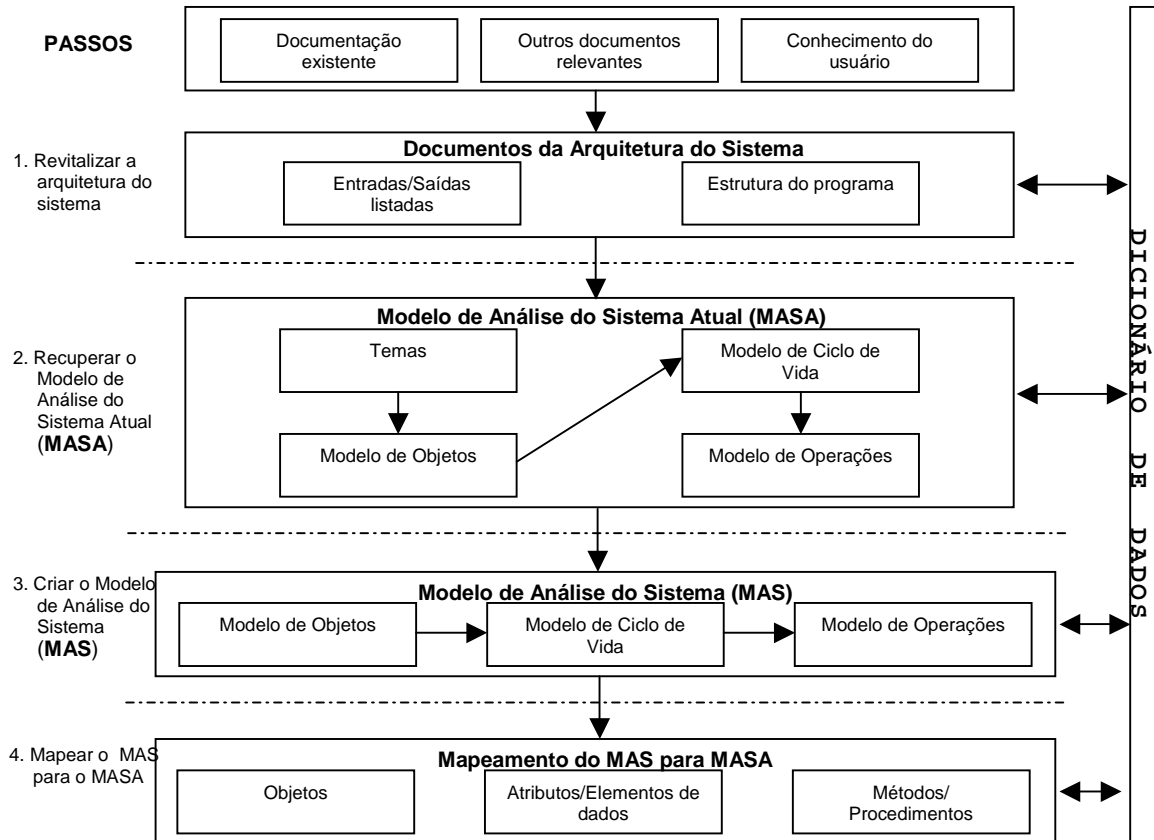 PASSOS
Documentação
existente
Outros documentos
relevantes
Conhecimento do
usuário
1. Revitalizar a
arquitetura do
sistema
Documentos da Arquitetura do Sistema
Entradas/Saídas
listadas
Estrutura do programa
2. Recuperar o
Modelo de
Análise do
Sistema Atual
(MASA)
Modelo de Análise do Sistema Atual (MASA)
Temas
Modelo de Ciclo de
Vida
Modelo de Objetos
Modelo de Operações
3. Criar o Modelo
de Análise do
Sistema
(MAS)
Modelo de Análise do Sistema (MAS)
Modelo de Objetos
Modelo de Ciclo de
Vida
Modelo de Operações
4. Mapear o MAS
para o MASA
Mapeamento do MAS para MASA
Objetos
Atributos/Elementos de
dados
Métodos/
Procedimentos
DICIONÁRIO DE DADOS